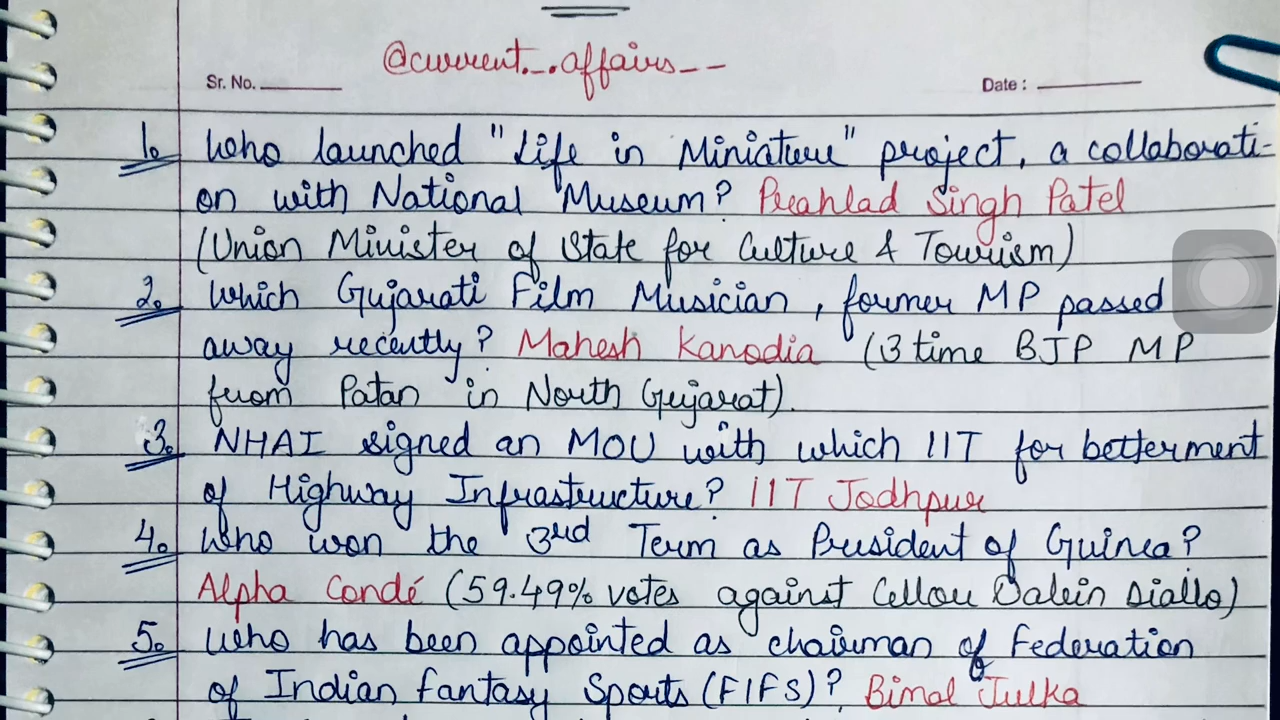 @current_._.affairs_ _
Sr. No.
Date :
1. Who launched "Life in Miniature" project, a collaborati-
on with National Museum? Prahlad Singh Patel
(Union Minister of State for Culture & Tourism)
2. Which Gujarati Film Musician, former MP passed
away recently? Mahesh Kanodia (3 time BJP MP
from Patan in North Gujarat).
3. NHAI signed an MOU with which IIT for betterment
of Highway Infrastructure? IIT Jodhpur
4. Who won the 3rd Term as President of Guinea?
Alpha Condé (59.49% votes against Cellou Dalein Diallo)
5. Who has been appointed as chairman of Federation
of Indian Fantasy Sports (FIFS)? Bimal Julka